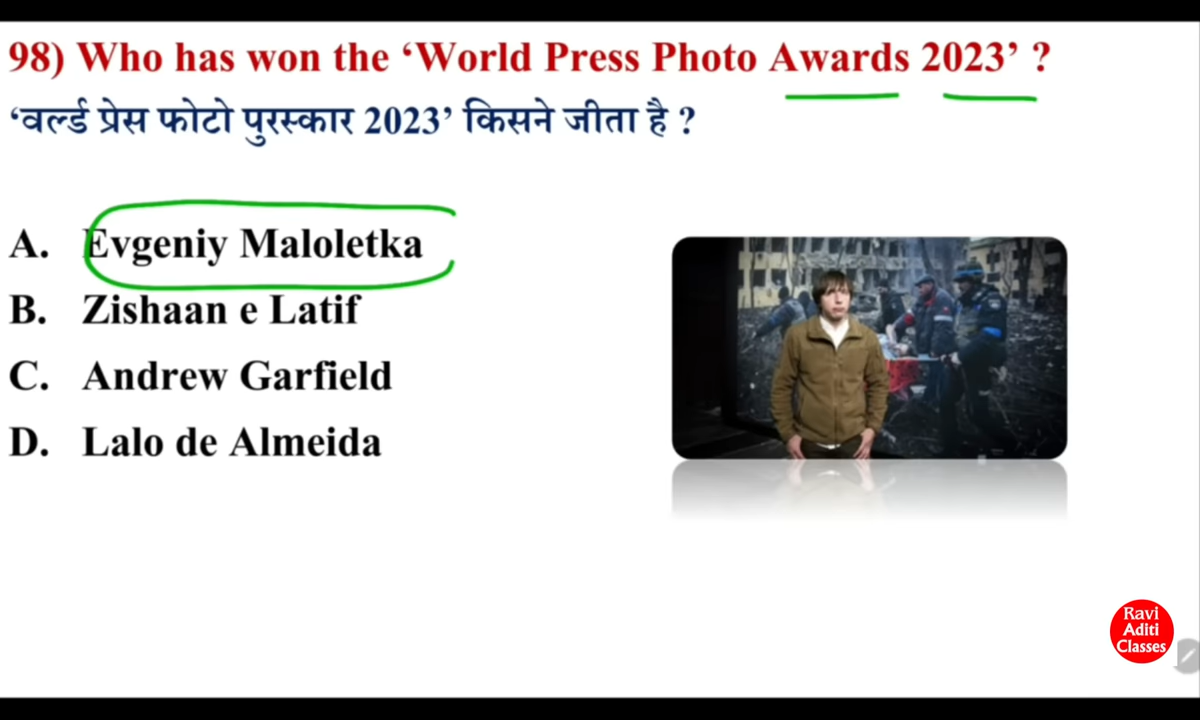 98) Who has won the ‘World Press Photo Awards 2023’ ?
‘वर्ल्ड प्रेस फोटो पुरस्कार 2023’ किसने जीता है ?
A. Evgeniy Maloletka
B. Zishaan e Latif
C. Andrew Garfield
D. Lalo de Almeida
Ravi
Aditi
Classes